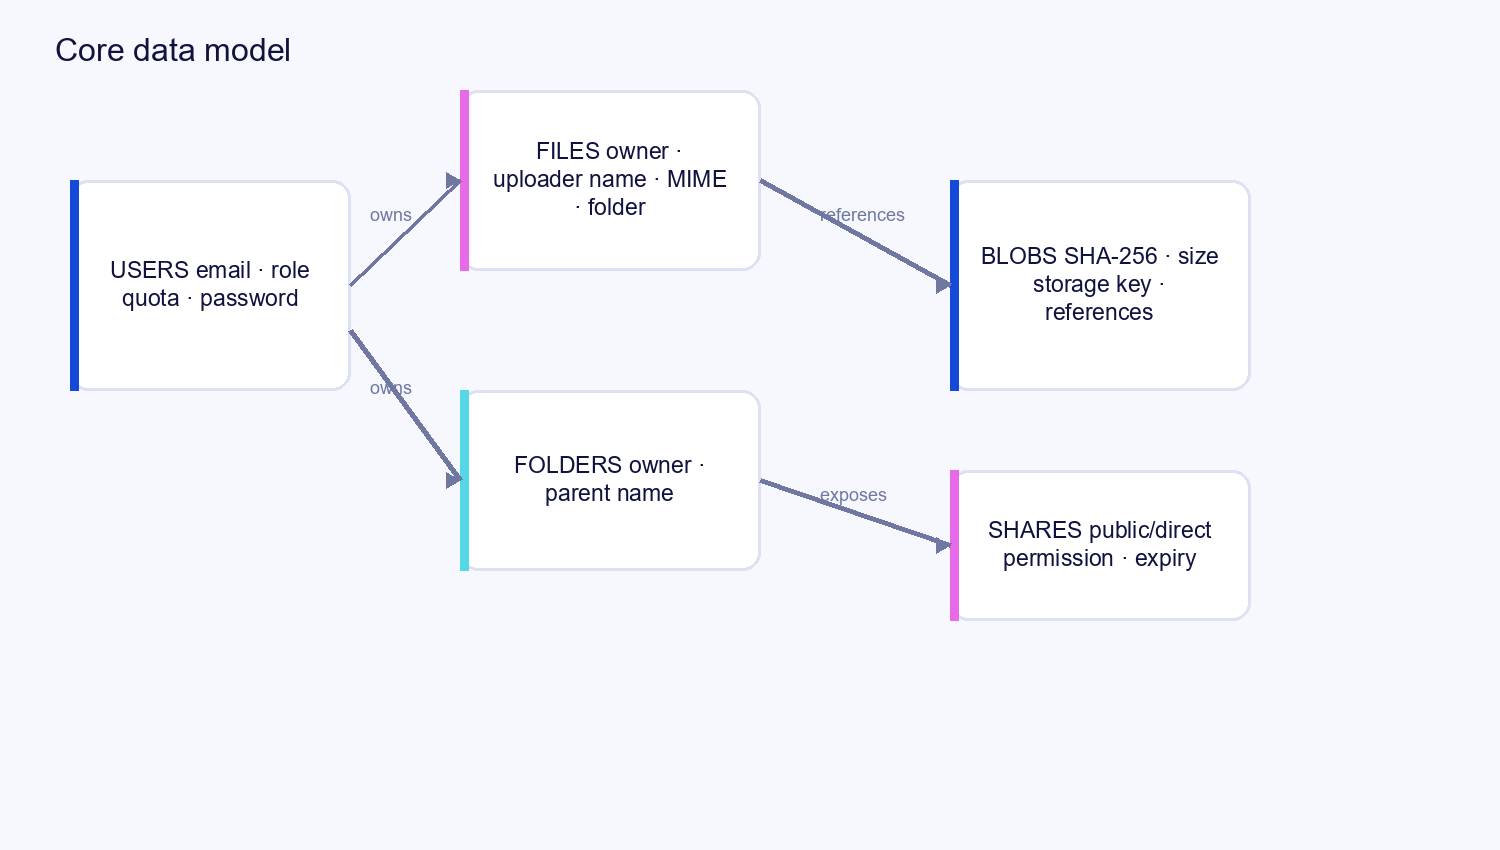 Core data model
FILES owner ·
uploader name · MIME
· folder
owns
references
USERS email · role
quota · password
BLOBS SHA-256 · size
storage key ·
references
owns
FOLDERS owner ·
parent name
exposes
SHARES public/direct
permission · expiry